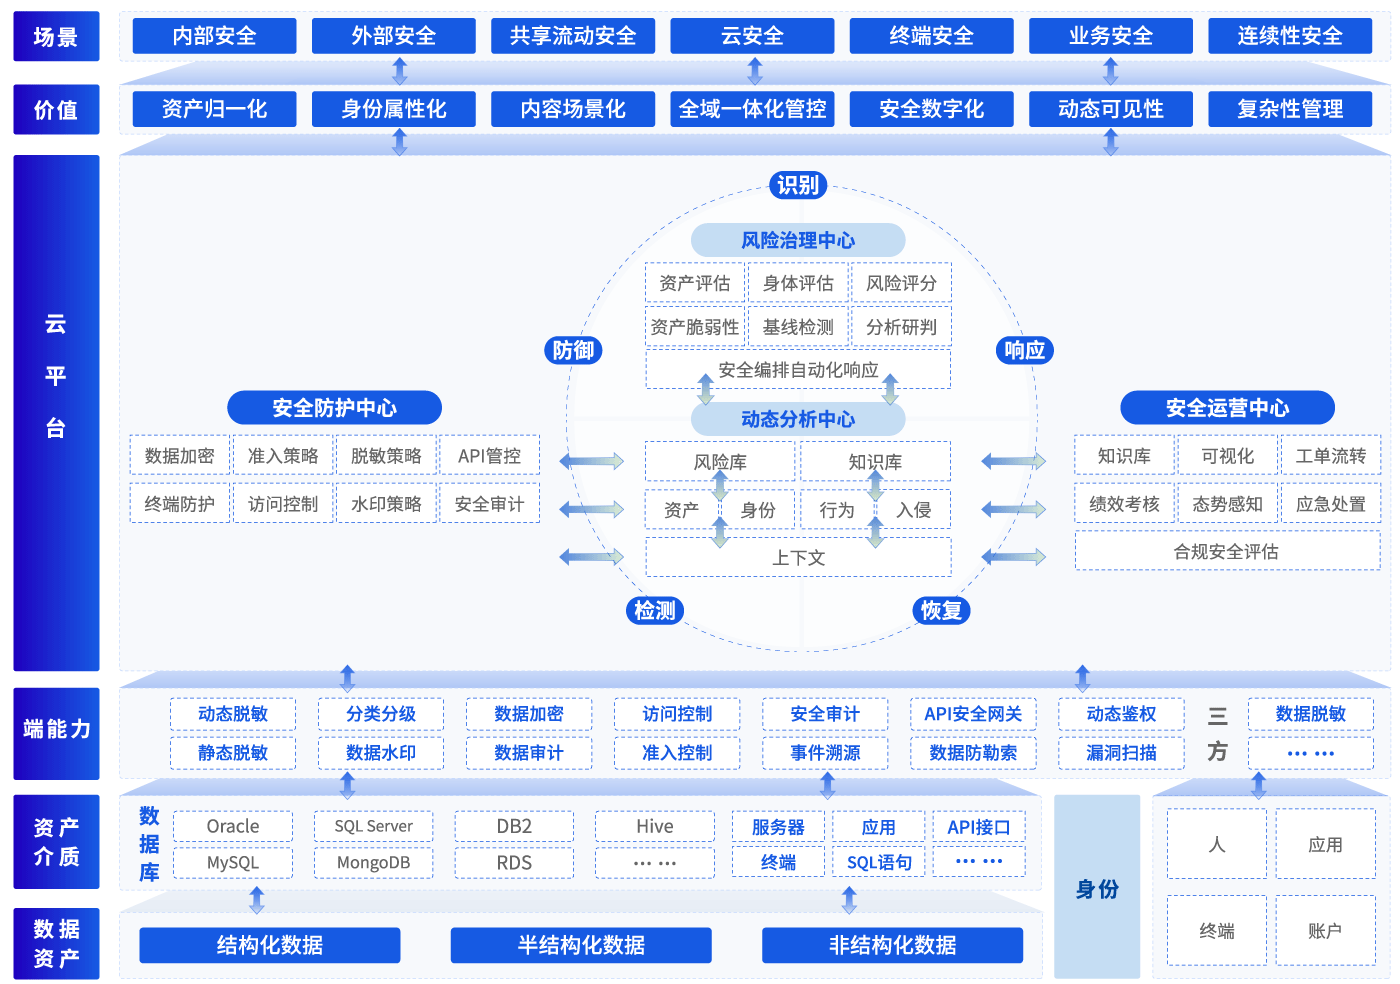 场景
内部安全 外部安全 共享流动安全 云安全 终端安全 业务安全 连续性安全
价值
资产归一化 身份属性化 内容场景化 全域一体化管控 安全数字化 动态可见性 复杂性管理
云
平
台
识别
防御
响应
检测
恢复
安全防护中心
数据加密 准入策略 脱敏策略 API管控
终端防护 访问控制 水印策略 安全审计
风险治理中心
资产评估 身体评估 风险评分
资产脆弱性 基线检测 分析研判
安全编排自动化响应
动态分析中心
风险库 知识库
资产 身份 行为 入侵
上下文
安全运营中心
知识库 可视化 工单流转
绩效考核 态势感知 应急处置
合规安全评估
端能力
动态脱敏 分类分级 数据加密 访问控制 安全审计 API安全网关 动态鉴权
静态脱敏 数据水印 数据审计 准入控制 事件溯源 数据防勒索 漏洞扫描
三
方
数据脱敏
… …
资产
介质
数
据
库
Oracle SQL Server DB2 Hive
MySQL MongoDB RDS … …
服务器 应用 API接口
终端 SQL语句 … …
身份
人 应用
终端 账户
数据
资产
结构化数据 半结构化数据 非结构化数据